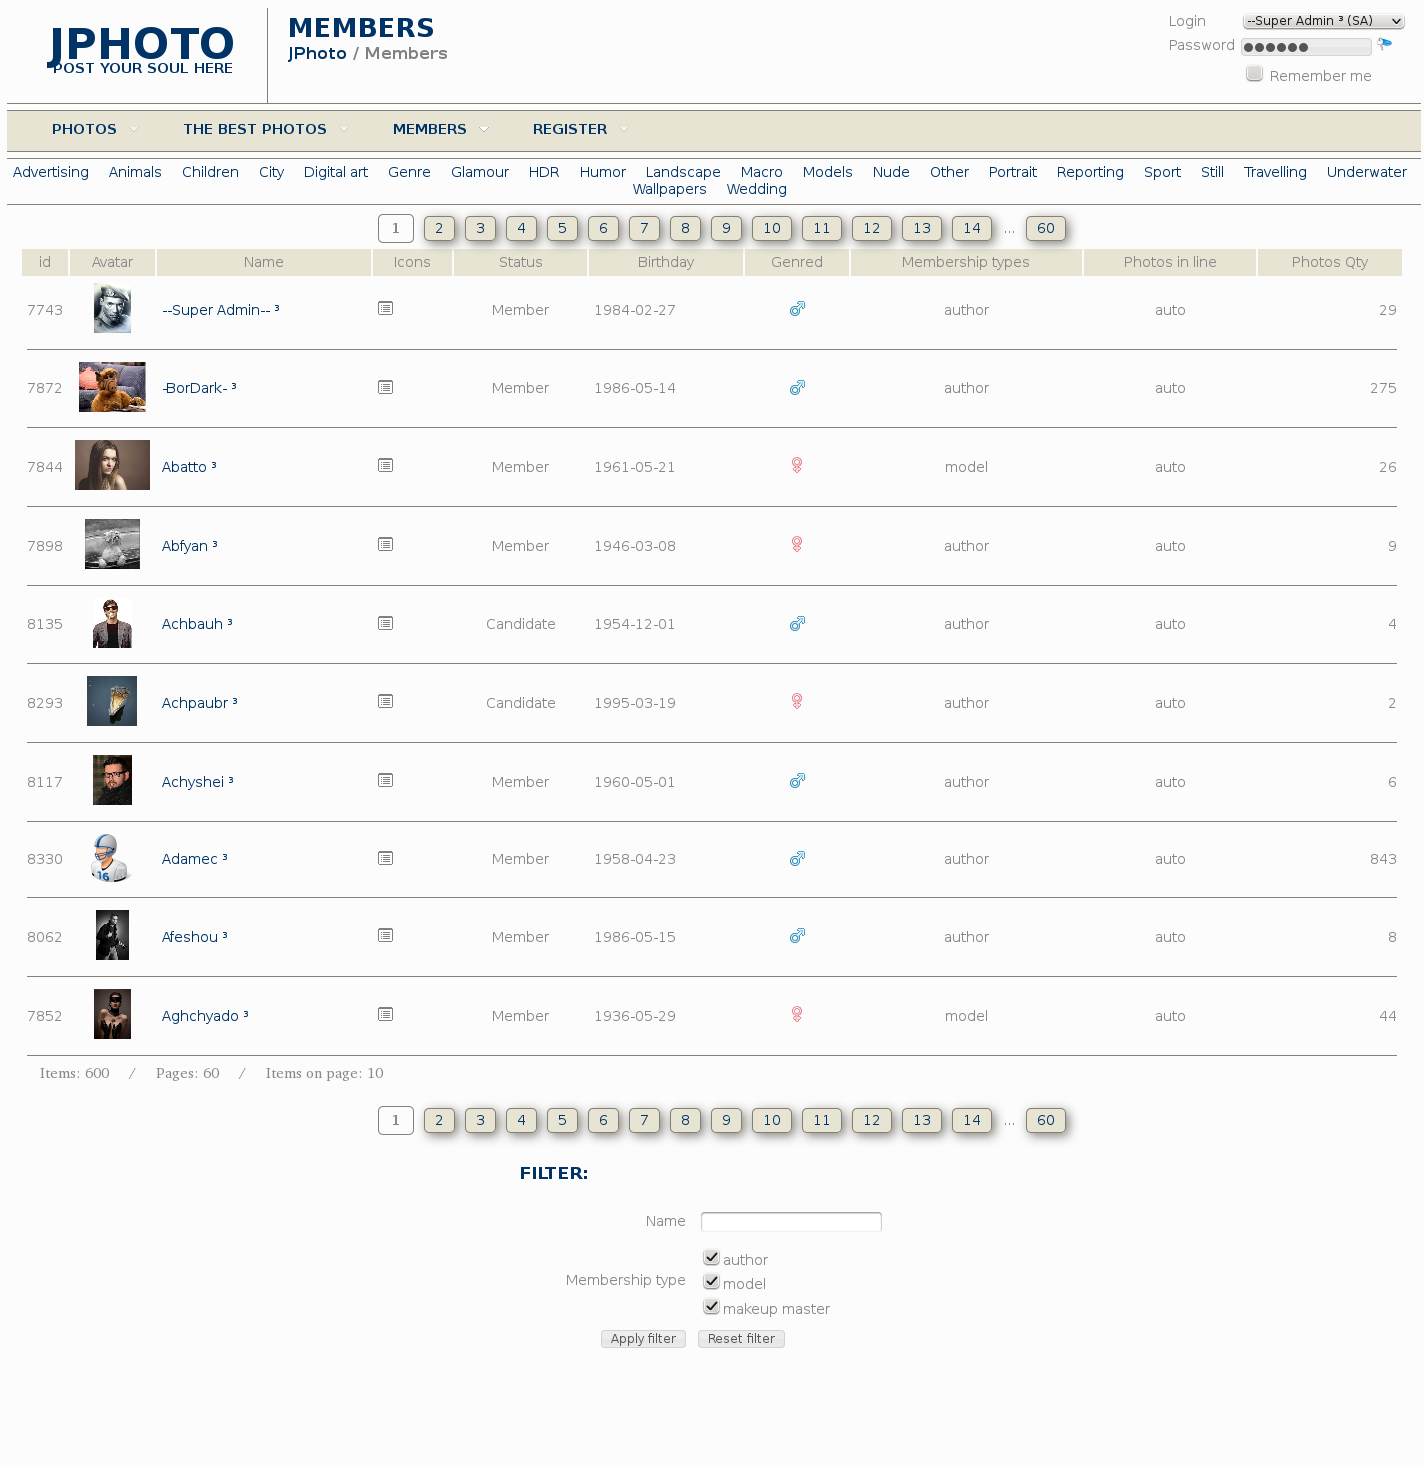 JPHOTO
POST YOUR SOUL HERE
MEMBERS
JPhoto / Members
Login --Super Admin ³ (SA)
Password ●●●●●●
Remember me
PHOTOS THE BEST PHOTOS MEMBERS REGISTER
Advertising Animals Children City Digital art Genre Glamour HDR Humor Landscape Macro Models Nude Other Portrait Reporting Sport Still Travelling Underwater
Wallpapers Wedding
1 2 3 4 5 6 7 8 9 10 11 12 13 14 ... 60
id Avatar Name Icons Status Birthday Genred Membership types Photos in line Photos Qty
7743 --Super Admin-- ³ Member 1984-02-27 author auto 29
7872 -BorDark- ³ Member 1986-05-14 author auto 275
7844 Abatto ³ Member 1961-05-21 model auto 26
7898 Abfyan ³ Member 1946-03-08 author auto 9
8135 Achbauh ³ Candidate 1954-12-01 author auto 4
8293 Achpaubr ³ Candidate 1995-03-19 author auto 2
8117 Achyshei ³ Member 1960-05-01 author auto 6
16
8330 Adamec ³ Member 1958-04-23 author auto 843
8062 Afeshou ³ Member 1986-05-15 author auto 8
7852 Aghchyado ³ Member 1936-05-29 model auto 44
Items: 600 / Pages: 60 / Items on page: 10
1 2 3 4 5 6 7 8 9 10 11 12 13 14 ... 60
FILTER:
Name
Membership type
author
model
makeup master
Apply filter Reset filter